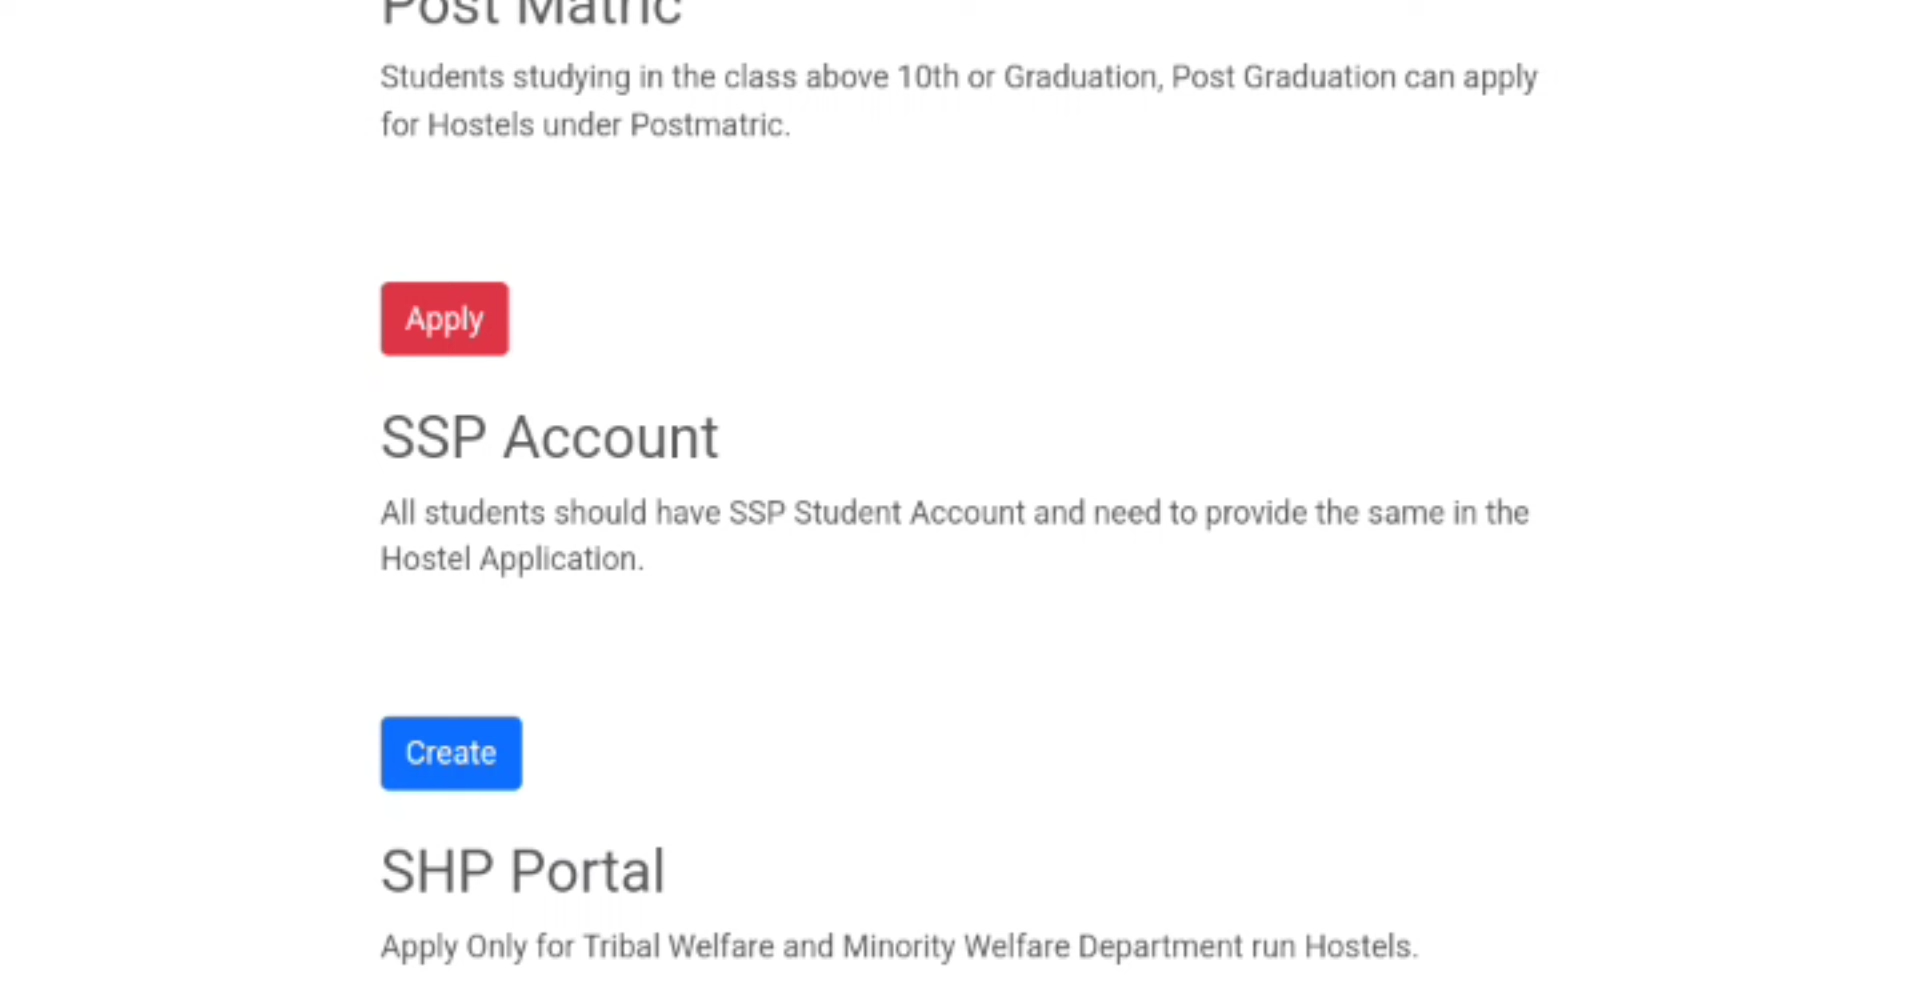 Post Matric
Students studying in the class above 10th or Graduation, Post Graduation can apply
for Hostels under Postmatric.
Apply
SSP Account
All students should have SSP Student Account and need to provide the same in the
Hostel Application.
Create
SHP Portal
Apply Only for Tribal Welfare and Minority Welfare Department run Hostels.